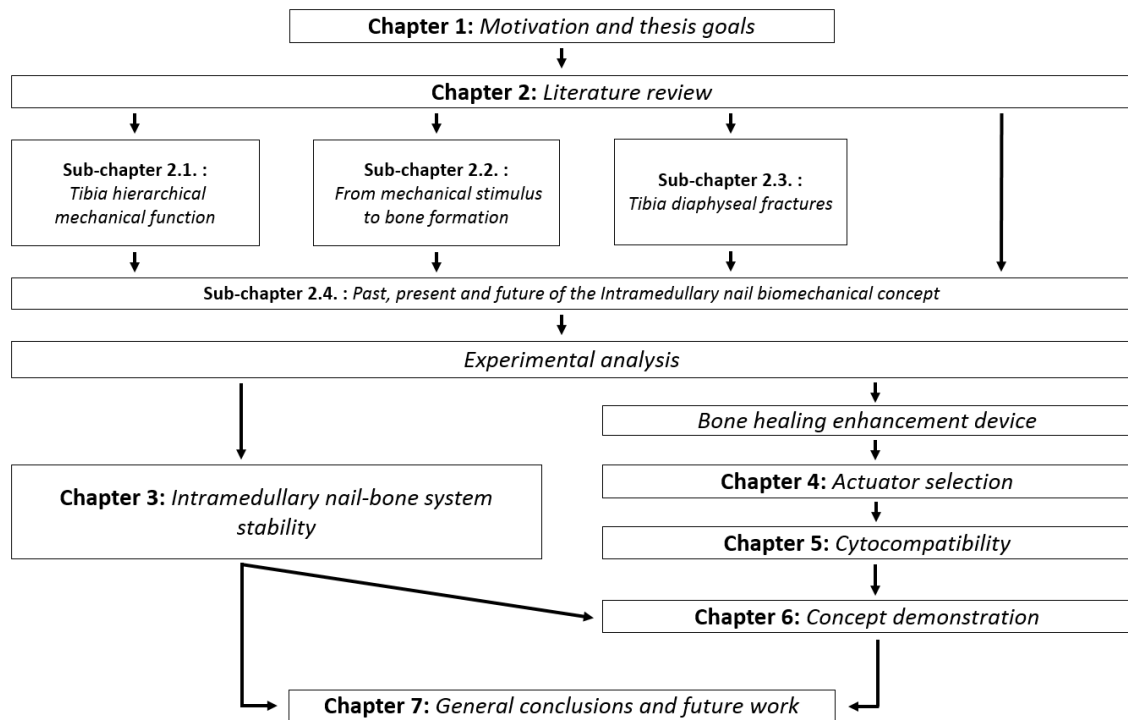 Chapter 1: Motivation and thesis goals
Chapter 2: Literature review
Sub-chapter 2.1. :
Tibia hierarchical
mechanical function
Sub-chapter 2.2. :
From mechanical stimulus
to bone formation
Sub-chapter 2.3. :
Tibia diaphyseal fractures
Sub-chapter 2.4. : Past, present and future of the Intramedullary nail biomechanical concept
Experimental analysis
Bone healing enhancement device
Chapter 3: Intramedullary nail-bone system
stability
Chapter 4: Actuator selection
Chapter 5: Cytocompatibility
Chapter 6: Concept demonstration
Chapter 7: General conclusions and future work